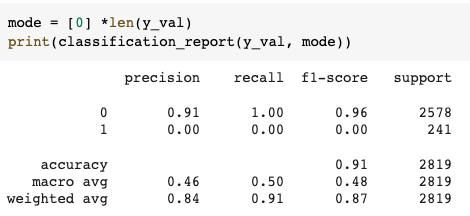 mode = [0] *len(y_val)
print(classification_report(y_val, mode))
precision recall f1-score support
0 0.91 1.00 0.96 2578
1 0.00 0.00 0.00 241
accuracy 0.91 2819
macro avg 0.46 0.50 0.48 2819
weighted avg 0.84 0.91 0.87 2819